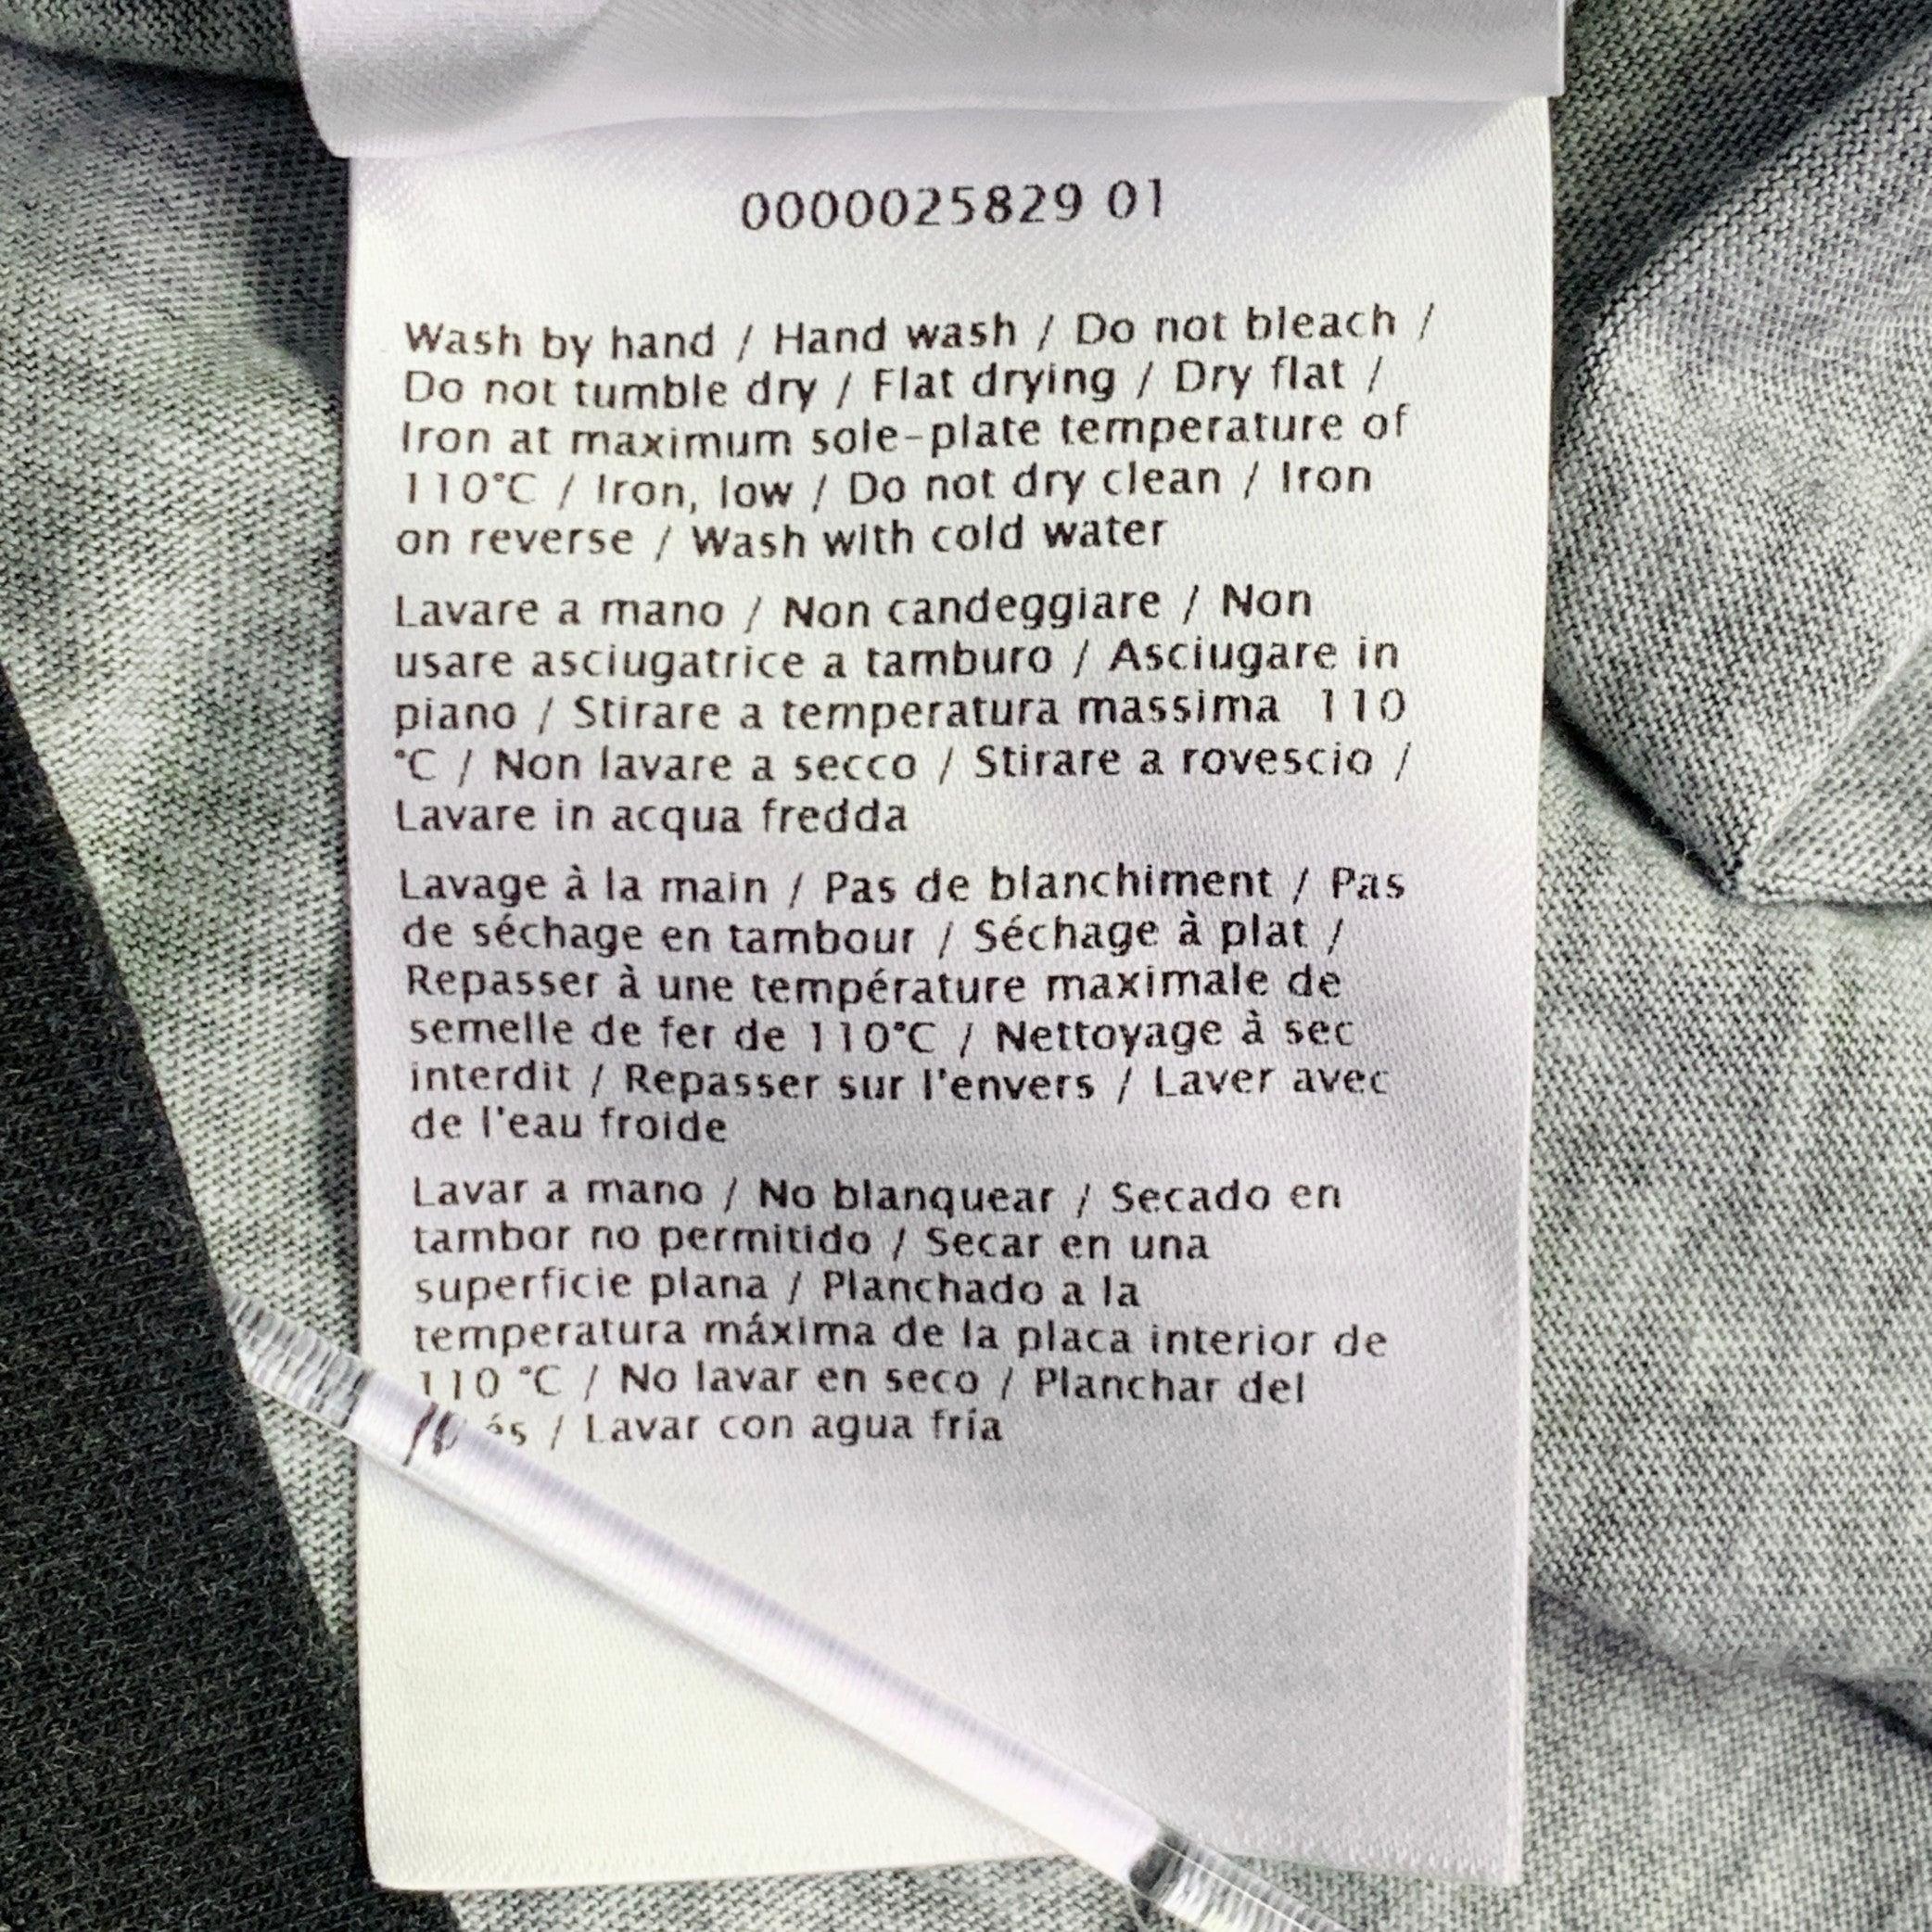 0000025829 01
Wash by hand / Hand wash / Do not bleach /
Do not tumble dry / Flat drying / Dry flat /
Iron at maximum sole-plate temperature of
110°C / Iron, low / Do not dry clean / Iron
on reverse / Wash with cold water
Lavare a mano / Non candeggiare / Non
usare asciugatrice a tamburo / Asciugare in
piano / Stirare a temperatura massima 110
°C / Non lavare a secco / Stirare a rovescio /
Lavare in acqua fredda
Lavage à la main / Pas de blanchiment / Pas
de séchage en tambour / Séchage à plat /
Repasser à une température maximale de
semelle de fer de 110°C / Nettoyage à sec
interdit / Repasser sur l'envers / Laver avec
de l'eau froide
Lavar a mano / No blanquear / Secado en
tambor no permitido / Secar en una
superficie plana / Planchado a la
temperatura máxima de la placa interior de
110 °C / No lavar en seco / Planchar del
/ Lavar con agua fría